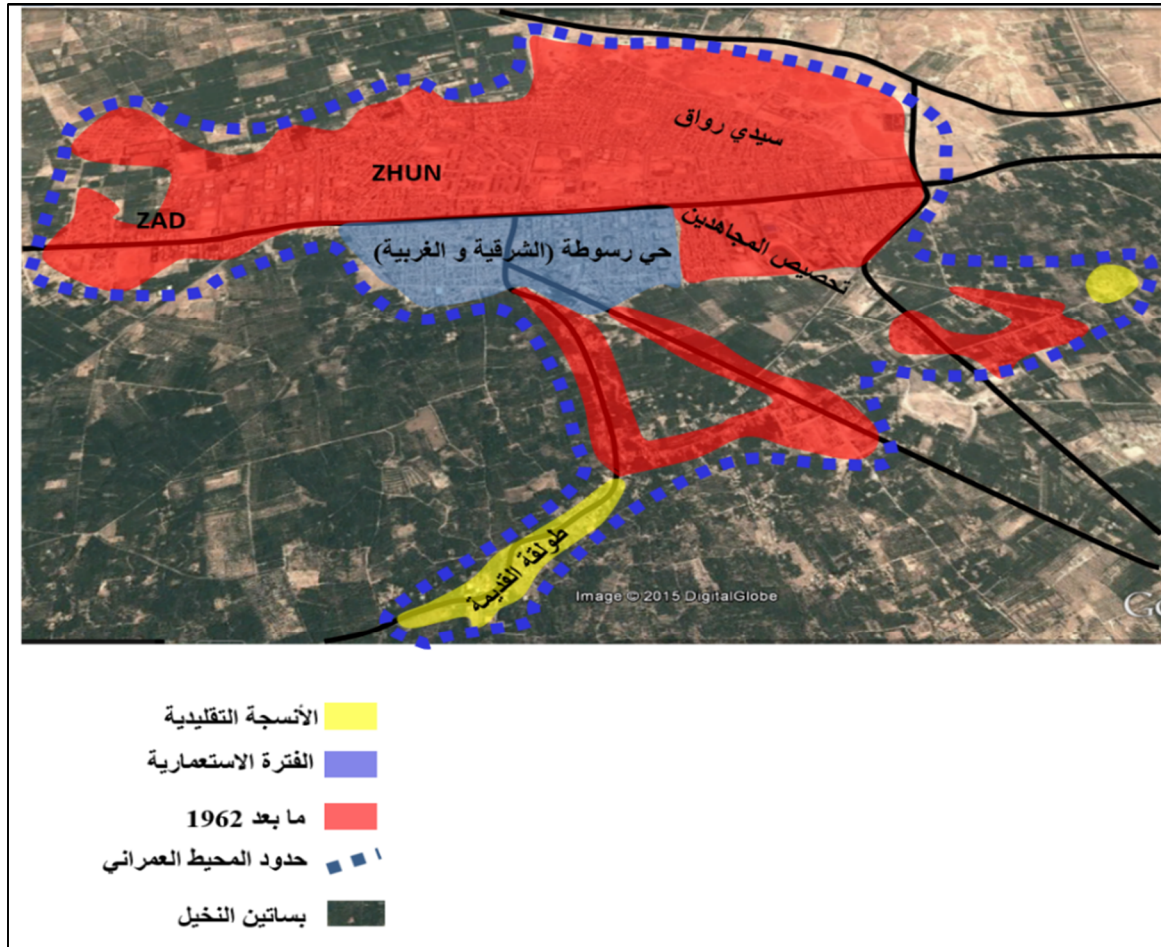 سيدي رواق
ZHUN
ZAD
تحصيص المجاهدين
حي رسوطة (الشرقية و الغربية)
طولقة القديمة
Image © 2015 DigitalGlobe
الأنسجة التقليدية
الفترة الاستعمارية
ما بعد 1962
حدود المحيط العمراني
بساتين النخيل